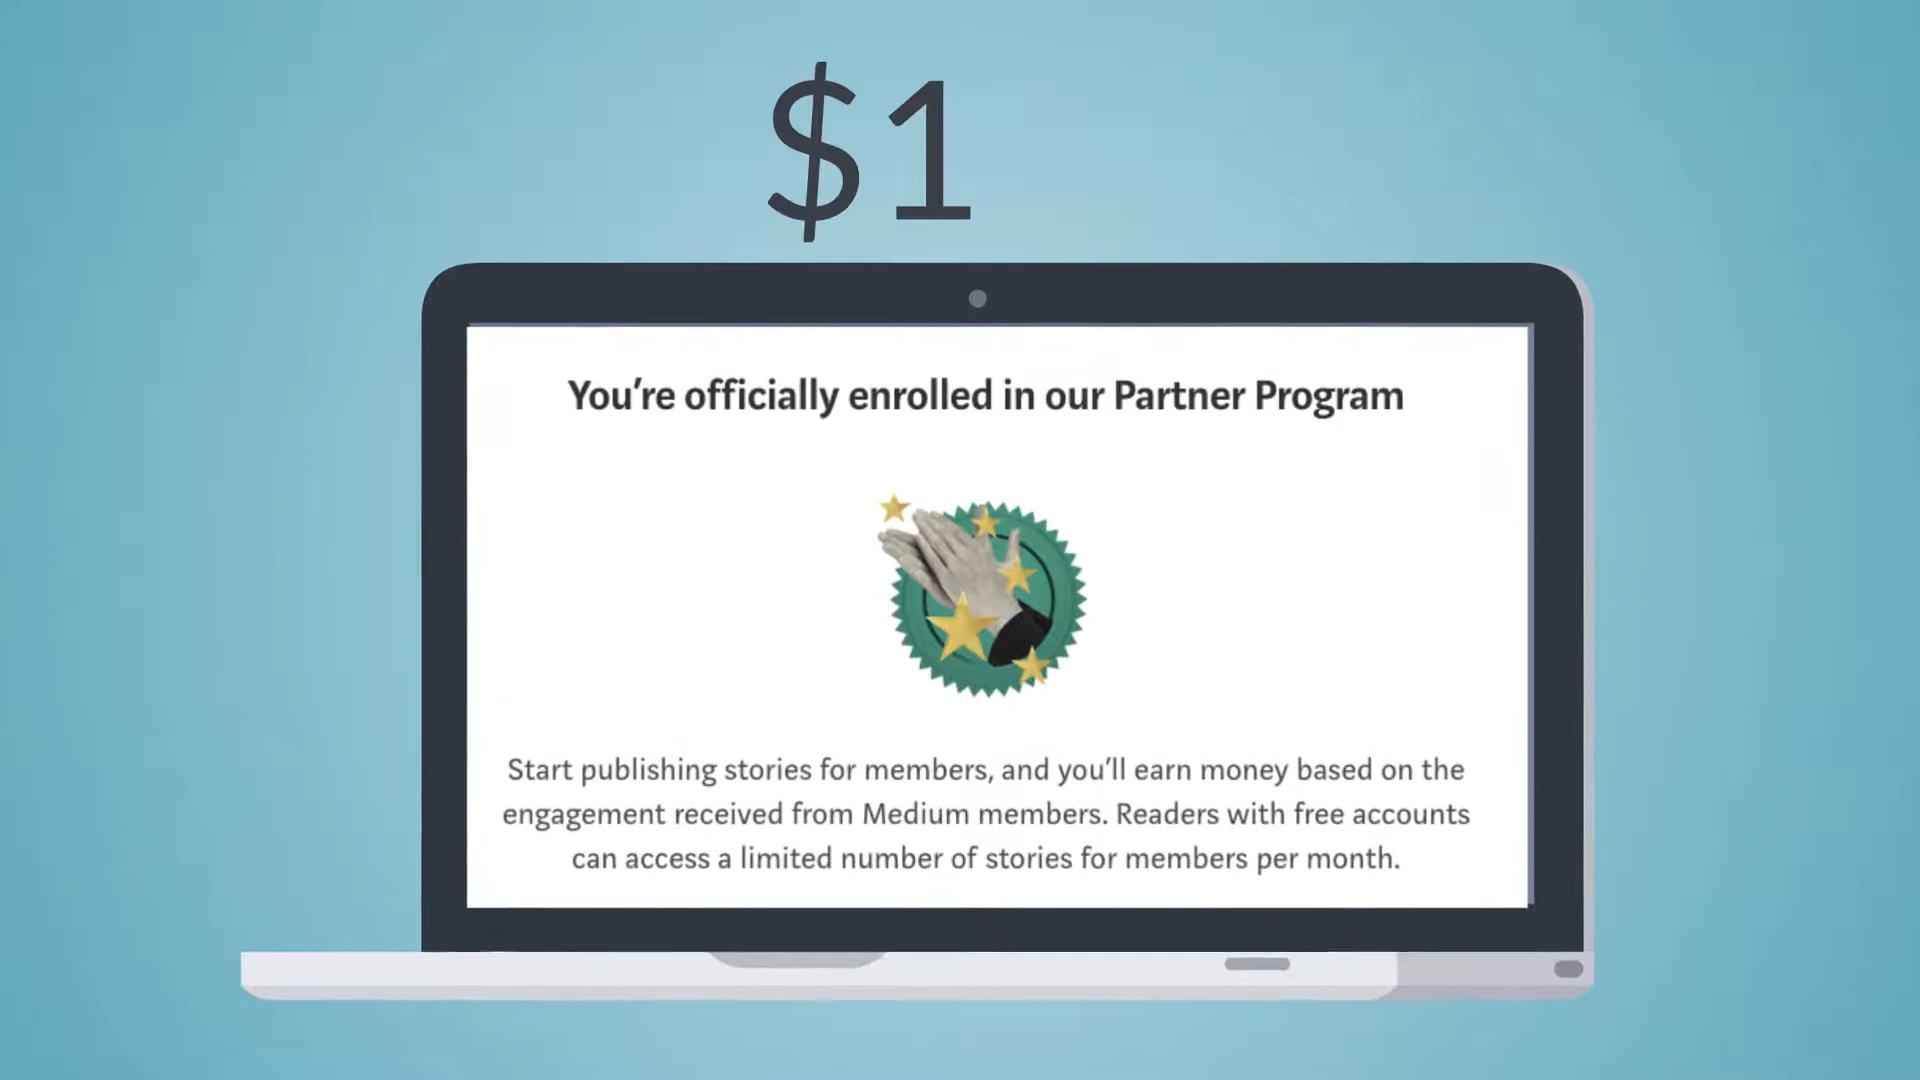 $1
You're officially enrolled in our Partner Program
Start publishing stories for members, and you'll earn money based on the
engagement received from Medium members. Readers with free accounts
can access a limited number of stories for members per month.